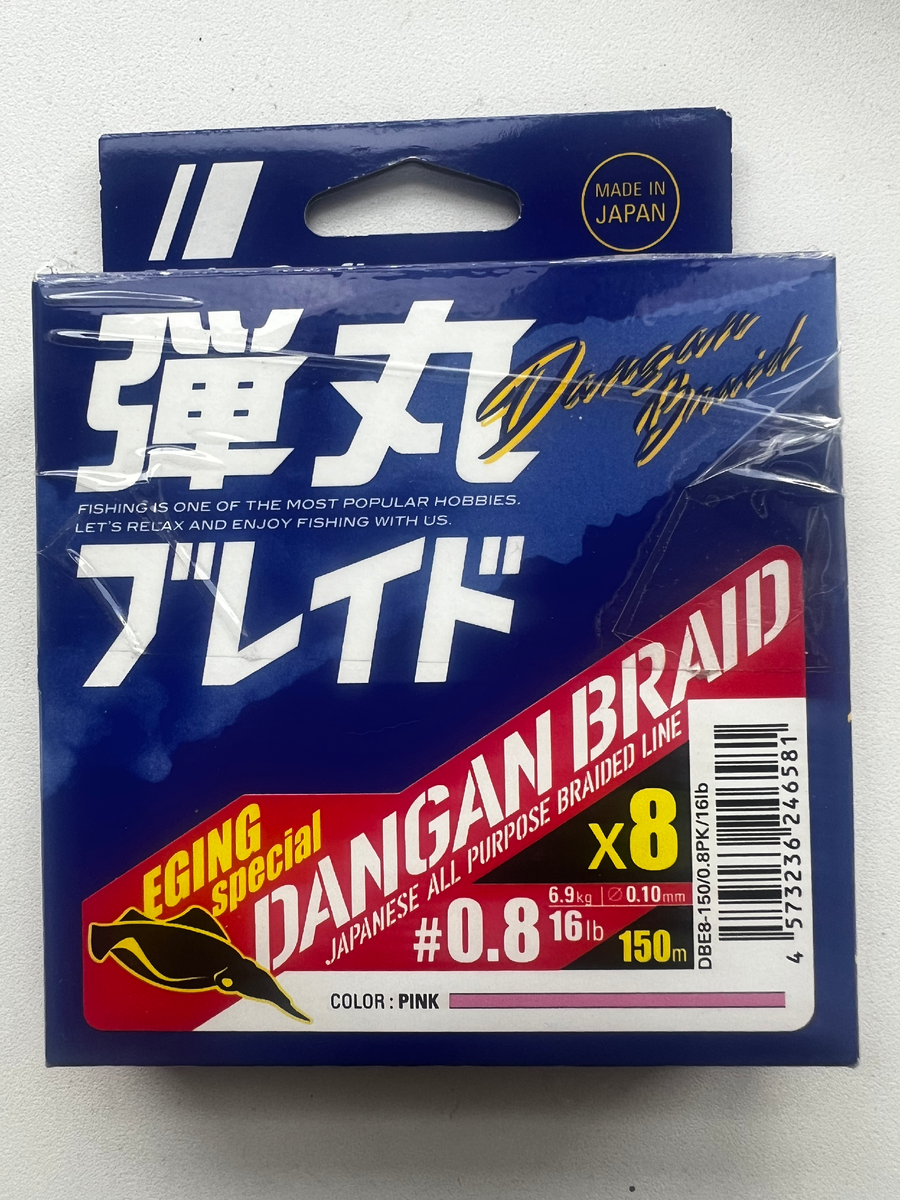 MADE IN
JAPAN
弾丸
Dangan
Braid
FISHING IS ONE OF THE MOST POPULAR HOBBIES.
LET'S RELAX AND ENJOY FISHING WITH US.
ブレイド
DANGAN BRAID
JAPANESE ALL PURPOSE BRAIDED LINE
EGING
special
X8
#0.8
6.9kg
∅ 0.10mm
16lb
150m
DBE8-150/0.8PK/16lb
4 573236 246581
COLOR : PINK